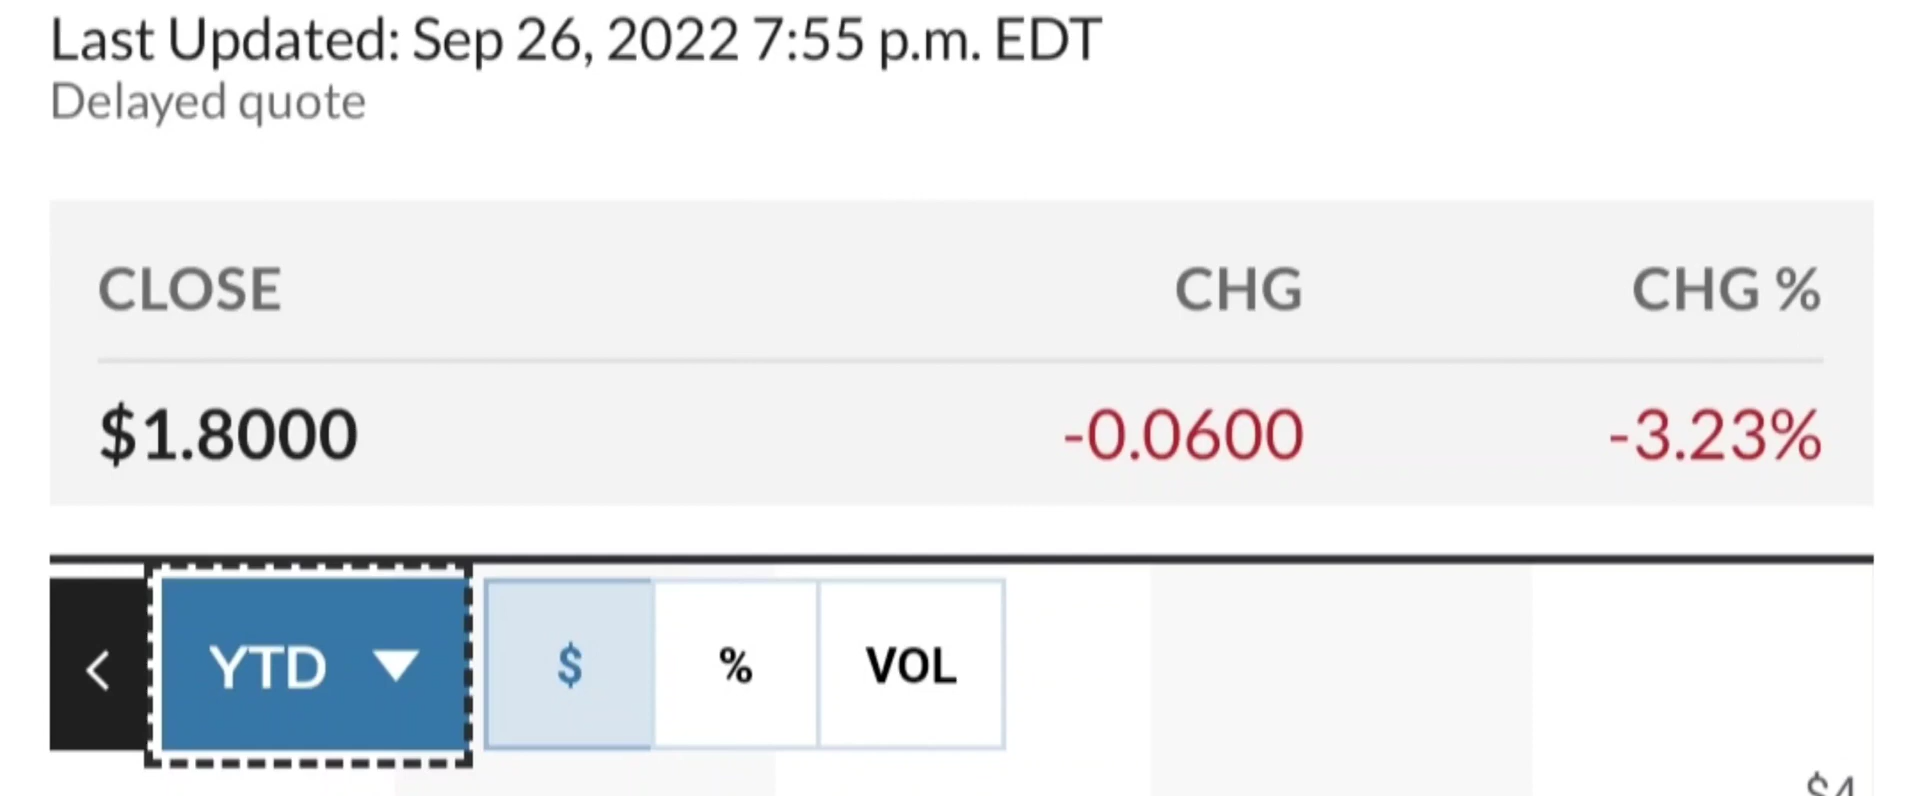 Last Updated: Sep 26, 2022 7:55 p.m. EDT
Delayed quote
CLOSE CHG CHG %
$1.8000 -0.0600 -3.23%
YTD $ % VOL
$4